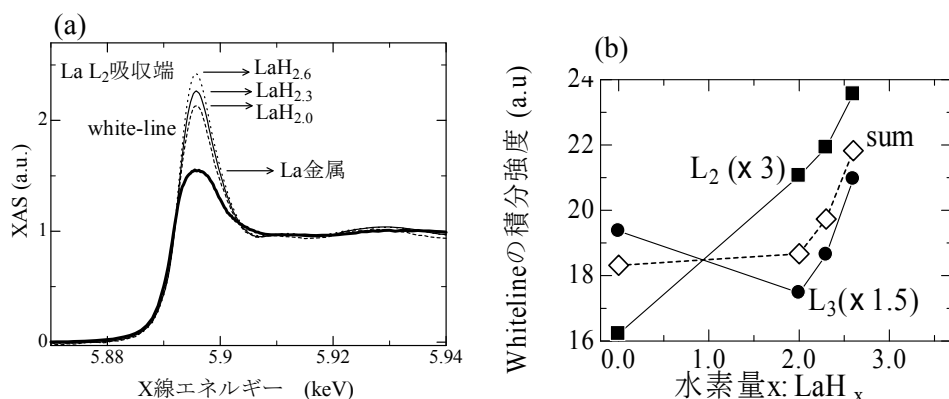 (a)
La L₂吸収端
white-line
LaH₂.₆
LaH₂.₃
LaH₂.₀
La金属
XAS (a.u.)
2
1
0
5.88
5.9
5.92
5.94
X線エネルギー (keV)
(b)
Whitelineの積分強度 (a.u)
24
22
20
18
16
L₂ (x 3)
sum
L₃(x 1.5)
0.0
1.0
2.0
3.0
水素量x: LaH ₓ